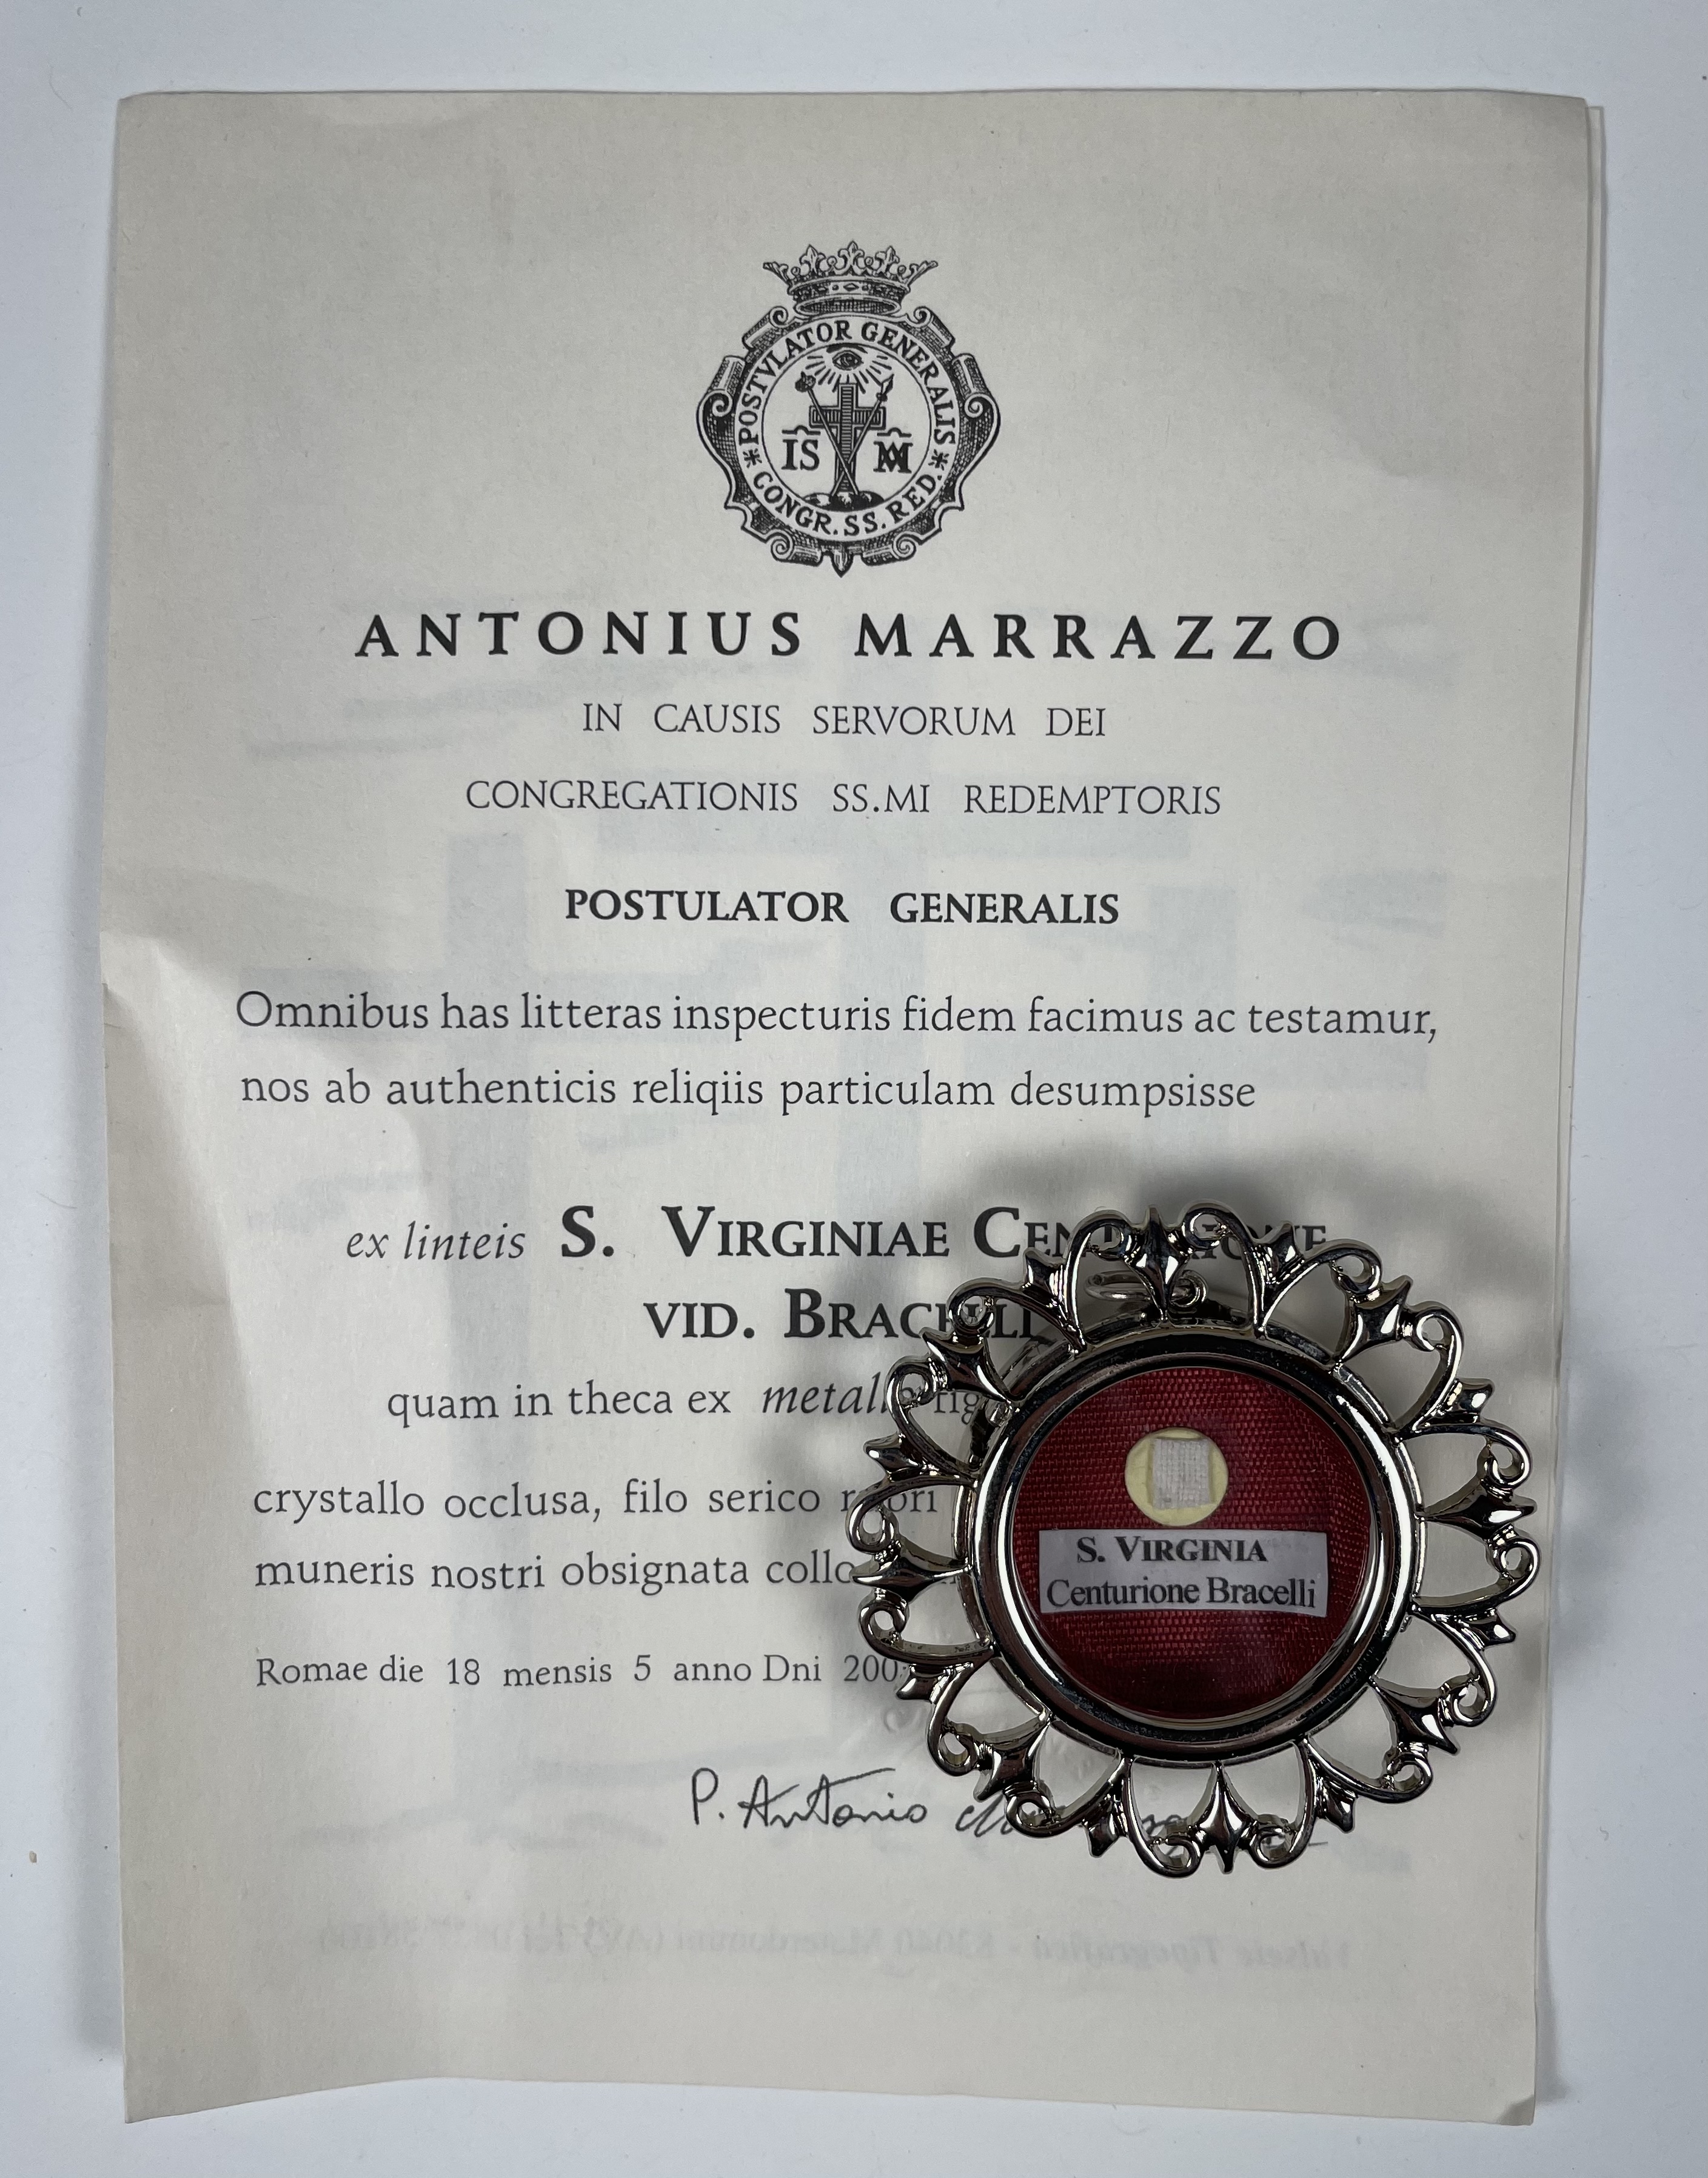 POSTVLATOR GENERALIS
* CONGR. SS. RED. *
IS
ANTONIUS MARRAZZO
IN CAUSIS SERVORUM DEI
CONGREGATIONIS SS.MI REDEMPTORIS
POSTULATOR GENERALIS
Omnibus has litteras inspecturis fidem facimus ac testamur,
nos ab authenticis reliqiis particulam desumpsisse
ex linteis S. VIRGINIAE
VID.
quam in theca ex
crystallo occlusa, filo serico
muneris nostri obsignata
Romae die 18 mensis 5 anno Dni
P. Antonio
S. VIRGINIA
Centurione Bracelli